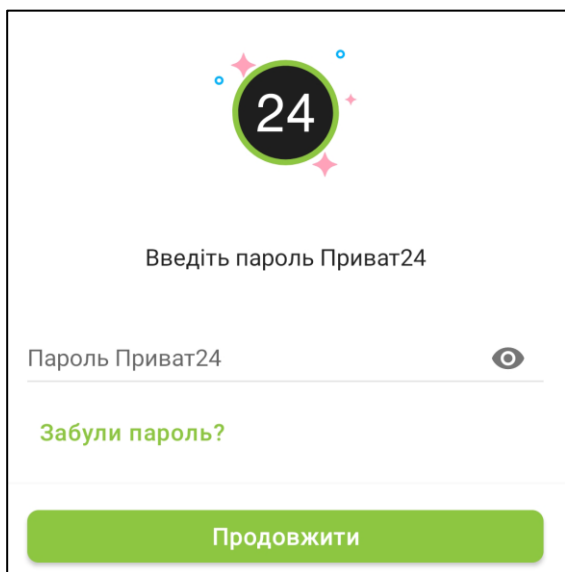 24
Введіть пароль Приват24
Пароль Приват24
Забули пароль?
Продовжити